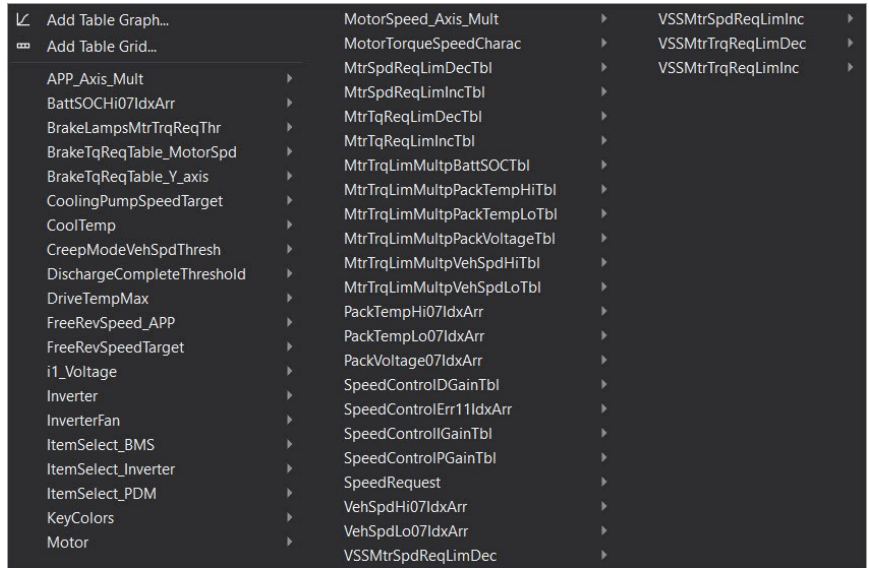 Add Table Graph...
Add Table Grid...
APP_Axis_Mult
BattSOCHi07IdxArr
BrakeLampsMtrTrqReqThr
BrakeTqReqTable_MotorSpd
BrakeTqReqTable_Y_axis
CoolingPumpSpeedTarget
CoolTemp
CreepModeVehSpdThresh
DischargeCompleteThreshold
DriveTempMax
FreeRevSpeed_APP
FreeRevSpeedTarget
i1_Voltage
Inverter
InverterFan
ItemSelect_BMS
ItemSelect_Inverter
ItemSelect_PDM
KeyColors
Motor
MotorSpeed_Axis_Mult
MotorTorqueSpeedCharac
MtrSpdReqLimDecTbl
MtrSpdReqLimIncTbl
MtrTqReqLimDecTbl
MtrTqReqLimIncTbl
MtrTrqLimMultpBattSOCTbl
MtrTrqLimMultpPackTempHiTbl
MtrTrqLimMultpPackTempLoTbl
MtrTrqLimMultpPackVoltageTbl
MtrTrqLimMultpVehSpdHiTbl
MtrTrqLimMultpVehSpdLoTbl
PackTempHi07IdxArr
PackTempLo07IdxArr
PackVoltage07IdxArr
SpeedControlDGainTbl
SpeedControlErr11IdxArr
SpeedControlIGainTbl
SpeedControlPGainTbl
SpeedRequest
VehSpdHi07IdxArr
VehSpdLo07IdxArr
VSSMtrSpdReqLimDec
VSSMtrSpdReqLimInc
VSSMtrTrqReqLimDec
VSSMtrTrqReqLimInc